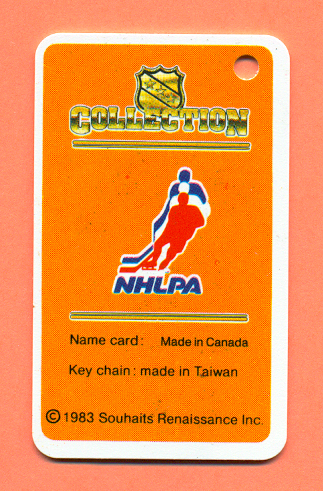 COLLECTION
NHLPA
Name card: Made in Canada
Key chain: made in Taiwan
© 1983 Souhaits Renaissance Inc.